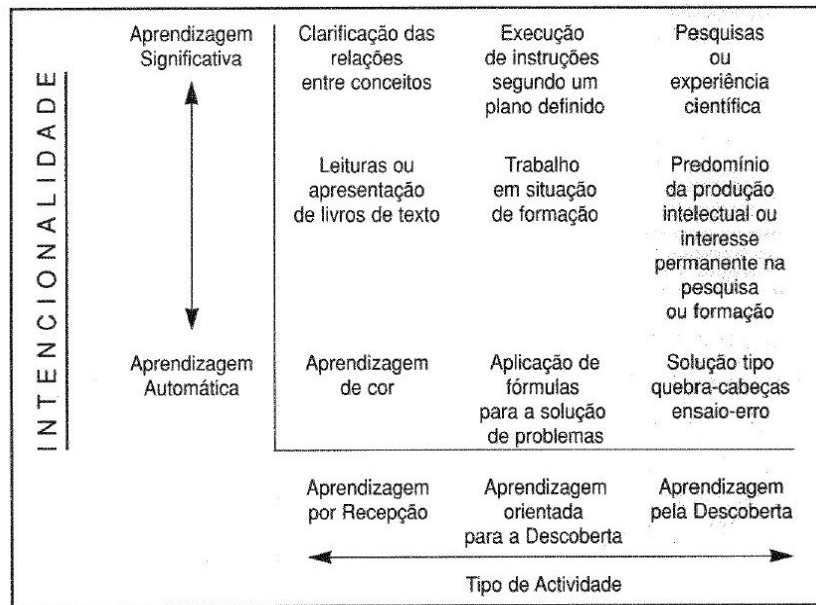 INTENCIONALIDADE
Aprendizagem
Significativa
Clarificação das
relações
entre conceitos
Execução
de instruções
segundo um
plano definido
Pesquisas
ou
experiência
científica
Leituras ou
apresentação
de livros de texto
Trabalho
em situação
de formação
Predomínio
da produção
intelectual ou
interesse
permanente na
pesquisa
ou formação
Aprendizagem
Automática
Aprendizagem
de cor
Aplicação de
fórmulas
para a solução
de problemas
Solução tipo
quebra-cabeças
ensaio-erro
Aprendizagem
por Recepção
Aprendizagem
orientada
para a Descoberta
Aprendizagem
pela Descoberta
Tipo de Actividade